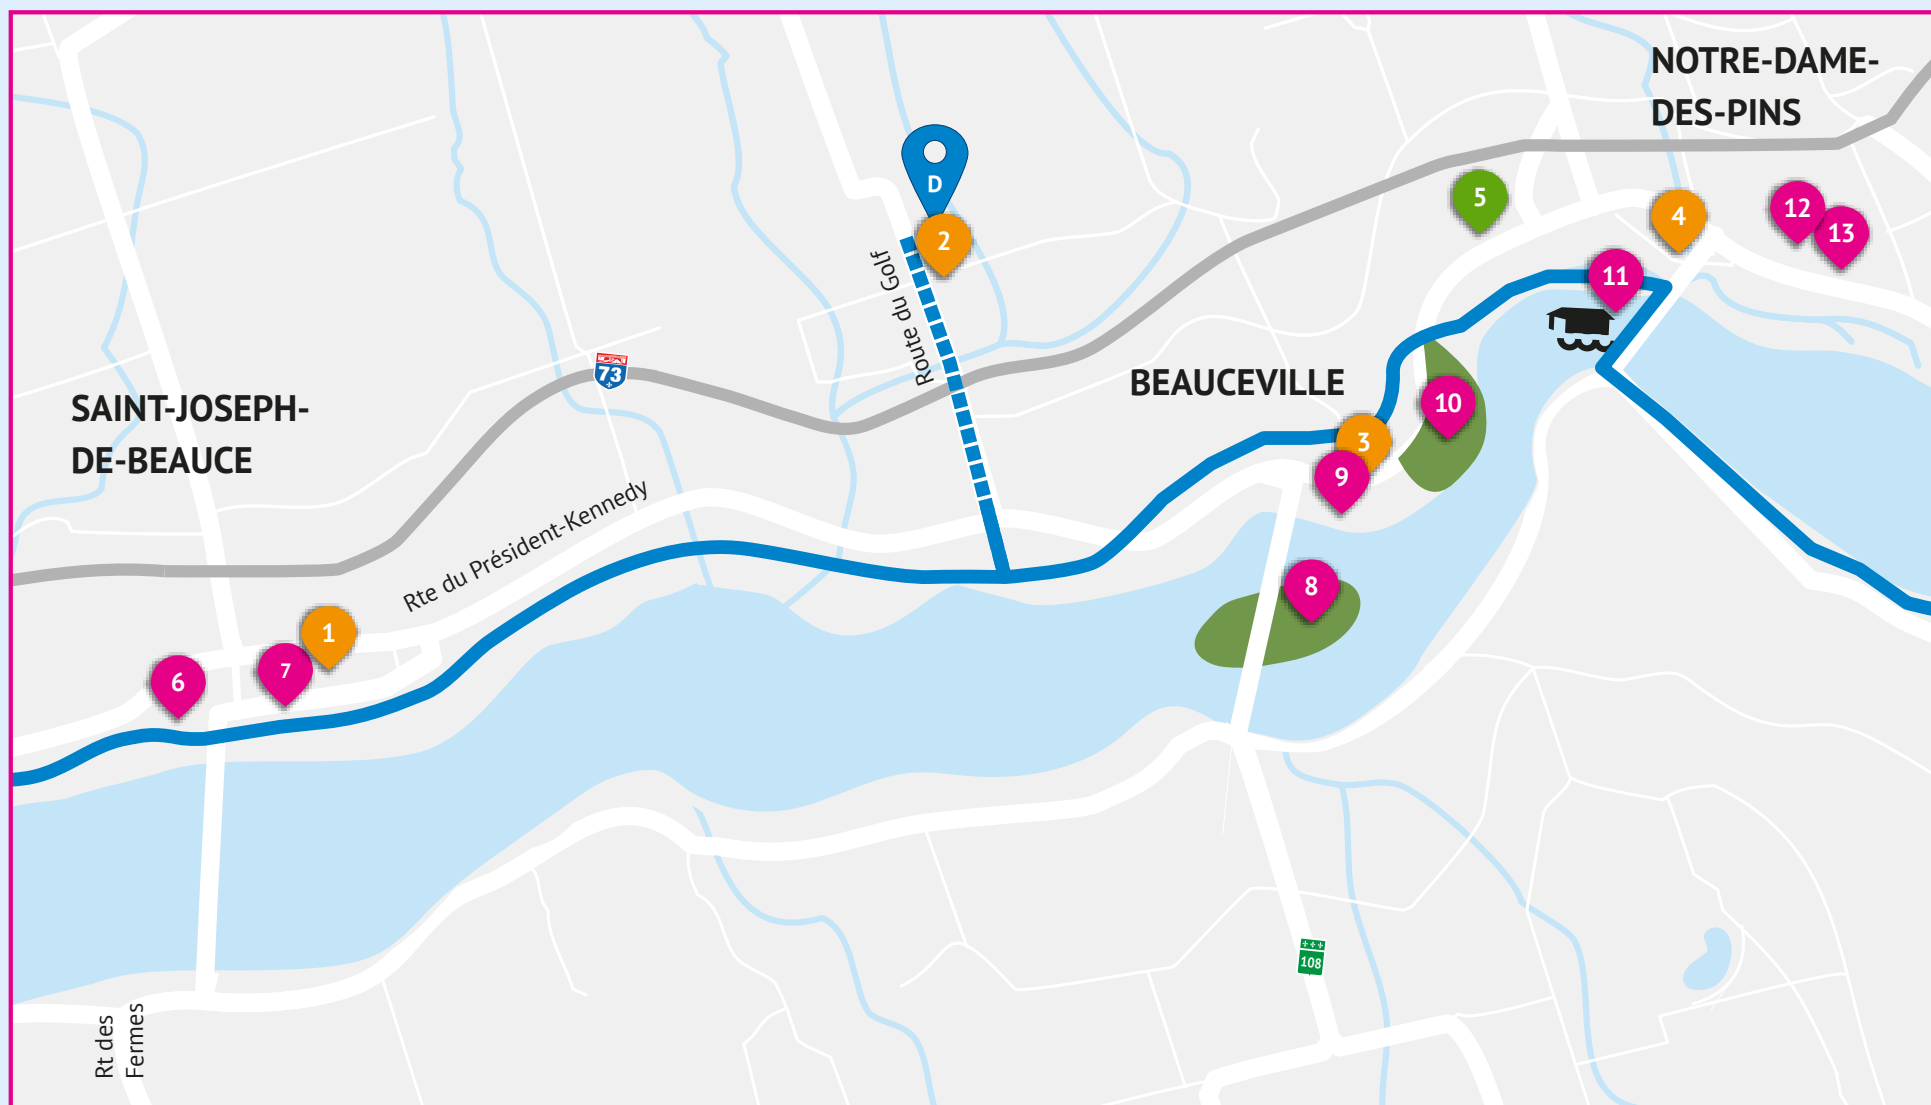 NOTRE-DAME-
DES-PINS
D
5
12
4
13
2
11
Route du Golf
73
BEAUCEVILLE
SAINT-JOSEPH-
DE-BEAUCE
10
3
9
Rte du Président-Kennedy
8
1
7
6
108
Rt des
Fermes